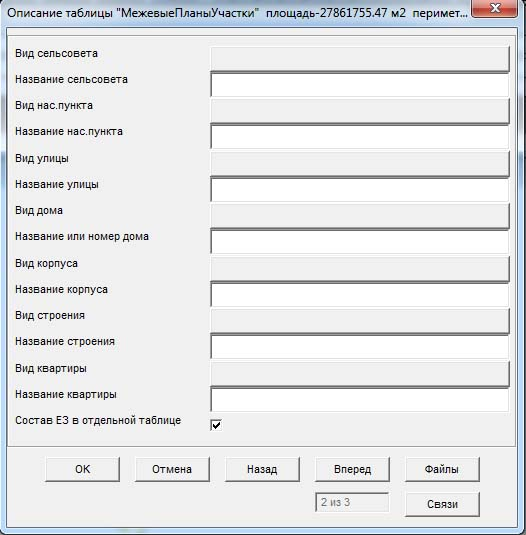 Описание таблицы "МежевыеПланыУчастки" площадь-27861755.47 м2 перимет...
Вид сельсовета
Название сельсовета
Вид нас.пункта
Название нас.пункта
Вид улицы
Название улицы
Вид дома
Название или номер дома
Вид корпуса
Название корпуса
Вид строения
Название строения
Вид квартиры
Название квартиры
Состав ЕЗ в отдельной таблице
ОК Отмена Назад Вперед Файлы
2 из 3 Связи